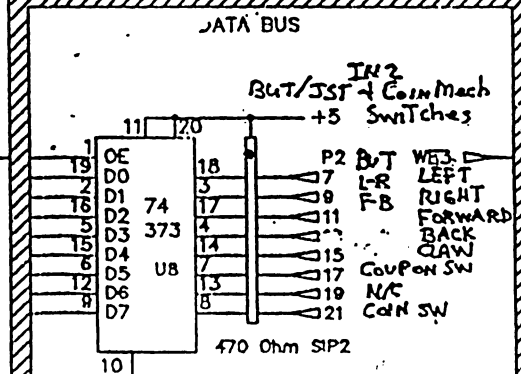 DATA BUS
IN2
BUT/JST & Coin Mech
+5 Switches
11 20
1 OE P2 BUT WE3
19 D0 18 7 L-R LEFT
2 D1 3 9 F-B RIGHT
16 D2 74 17 11 FORWARD
5 D3 373 4 BACK
15 D4 14 15 CLAW
6 D5 U8 7 17 COUPON SW
12 D6 13 19 N/C
9 D7 8 21 COIN SW
470 Ohm SIP2
10